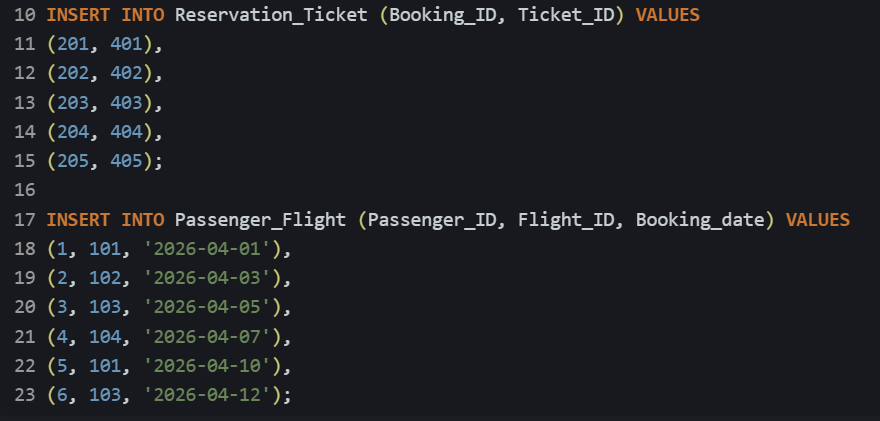 10 INSERT INTO Reservation_Ticket (Booking_ID, Ticket_ID) VALUES
11 (201, 401),
12 (202, 402),
13 (203, 403),
14 (204, 404),
15 (205, 405);
16
17 INSERT INTO Passenger_Flight (Passenger_ID, Flight_ID, Booking_date) VALUES
18 (1, 101, '2026-04-01'),
19 (2, 102, '2026-04-03'),
20 (3, 103, '2026-04-05'),
21 (4, 104, '2026-04-07'),
22 (5, 101, '2026-04-10'),
23 (6, 103, '2026-04-12');